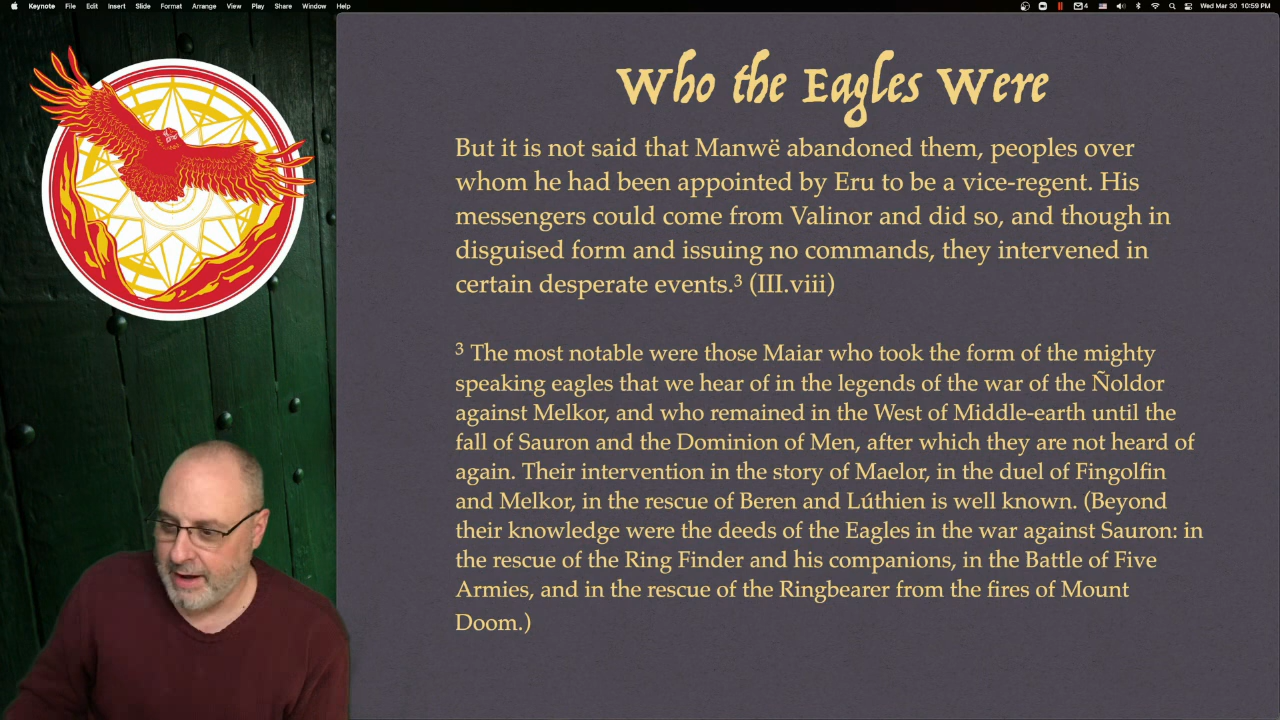 Keynote File Edit Insert Slide Format Arrange View Play Share Window Help 4 Wed Mar 30 10:59 PM
Who the Eagles Were
But it is not said that Manwë abandoned them, peoples over
whom he had been appointed by Eru to be a vice-regent. His
messengers could come from Valinor and did so, and though in
disguised form and issuing no commands, they intervened in
certain desperate events.³ (III.viii)
³ The most notable were those Maiar who took the form of the mighty
speaking eagles that we hear of in the legends of the war of the Ñoldor
against Melkor, and who remained in the West of Middle-earth until the
fall of Sauron and the Dominion of Men, after which they are not heard of
again. Their intervention in the story of Maelor, in the duel of Fingolfin
and Melkor, in the rescue of Beren and Lúthien is well known. (Beyond
their knowledge were the deeds of the Eagles in the war against Sauron: in
the rescue of the Ring Finder and his companions, in the Battle of Five
Armies, and in the rescue of the Ringbearer from the fires of Mount
Doom.)